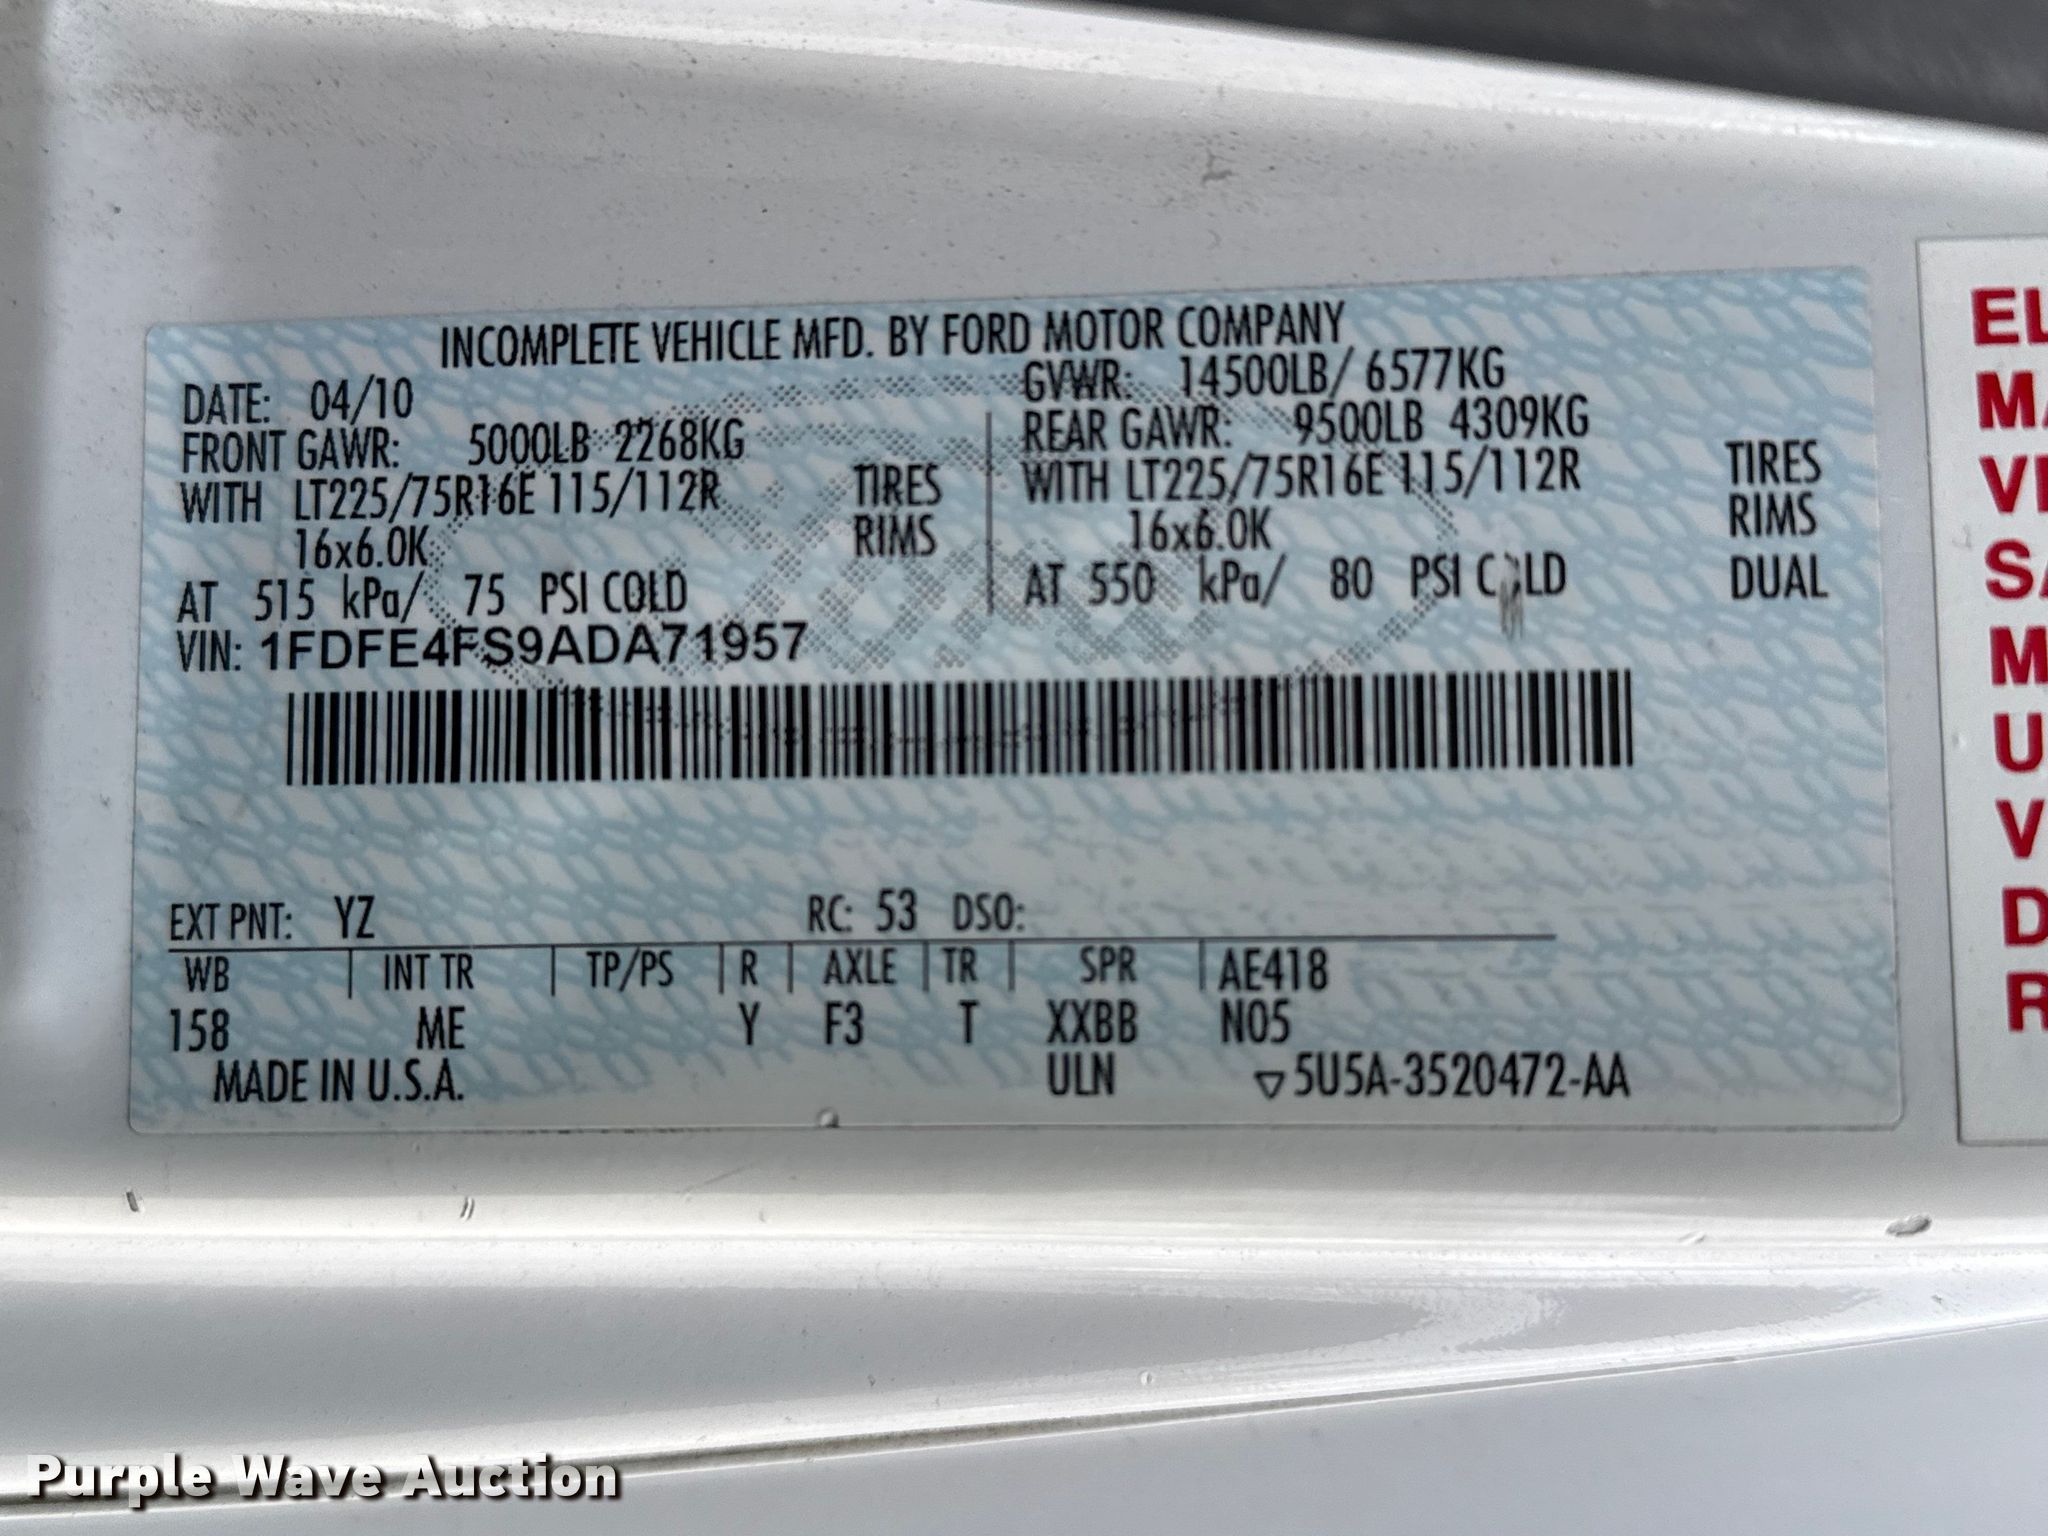 INCOMPLETE VEHICLE MFD. BY FORD MOTOR COMPANY
DATE: 04/10 GVWR: 14500LB/ 6577KG
FRONT GAWR: 5000LB 2268KG REAR GAWR: 9500LB 4309KG
WITH LT225/75R16E 115/112R TIRES WITH LT225/75R16E 115/112R TIRES
16x6.0K RIMS 16x6.0K RIMS
AT 515 kPa/ 75 PSI COLD AT 550 kPa/ 80 PSI COLD DUAL
VIN: 1FDFE4FS9ADA71957
EXT PNT: YZ RC: 53 DSO:
WB INT TR TP/PS R AXLE TR SPR AE418
158 ME Y F3 T XXBB N05
MADE IN U.S.A. ULN ▽5U5A-3520472-AA
Purple Wave Auction